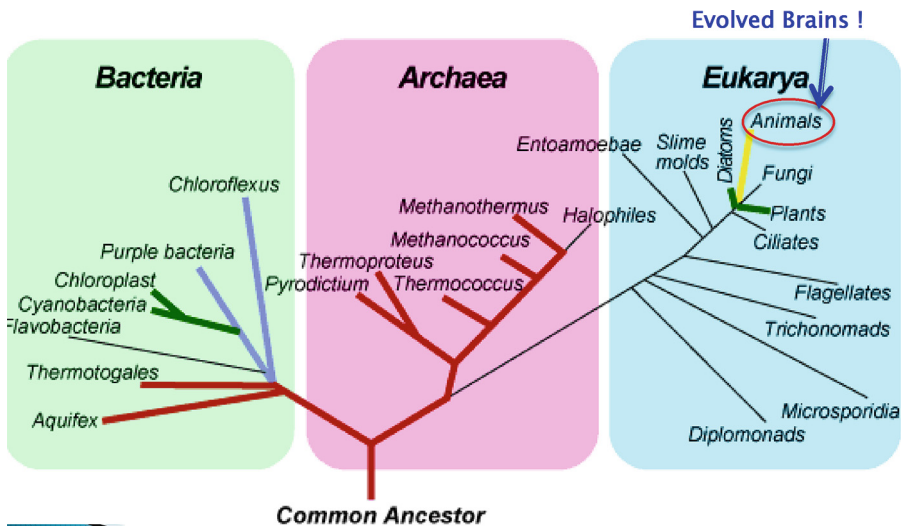 Evolved Brains !
Bacteria
Archaea
Eukarya
Animals
Entoamoebae
Slime
molds
Diatoms
Fungi
Chloroflexus
Methanothermus
Halophiles
Plants
Purple bacteria
Methanococcus
Ciliates
Thermoproteus
Chloroplast
Pyrodictium
Thermococcus
Cyanobacteria
Flagellates
Flavobacteria
Trichonomads
Thermotogales
Microsporidia
Aquifex
Diplomonads
Common Ancestor